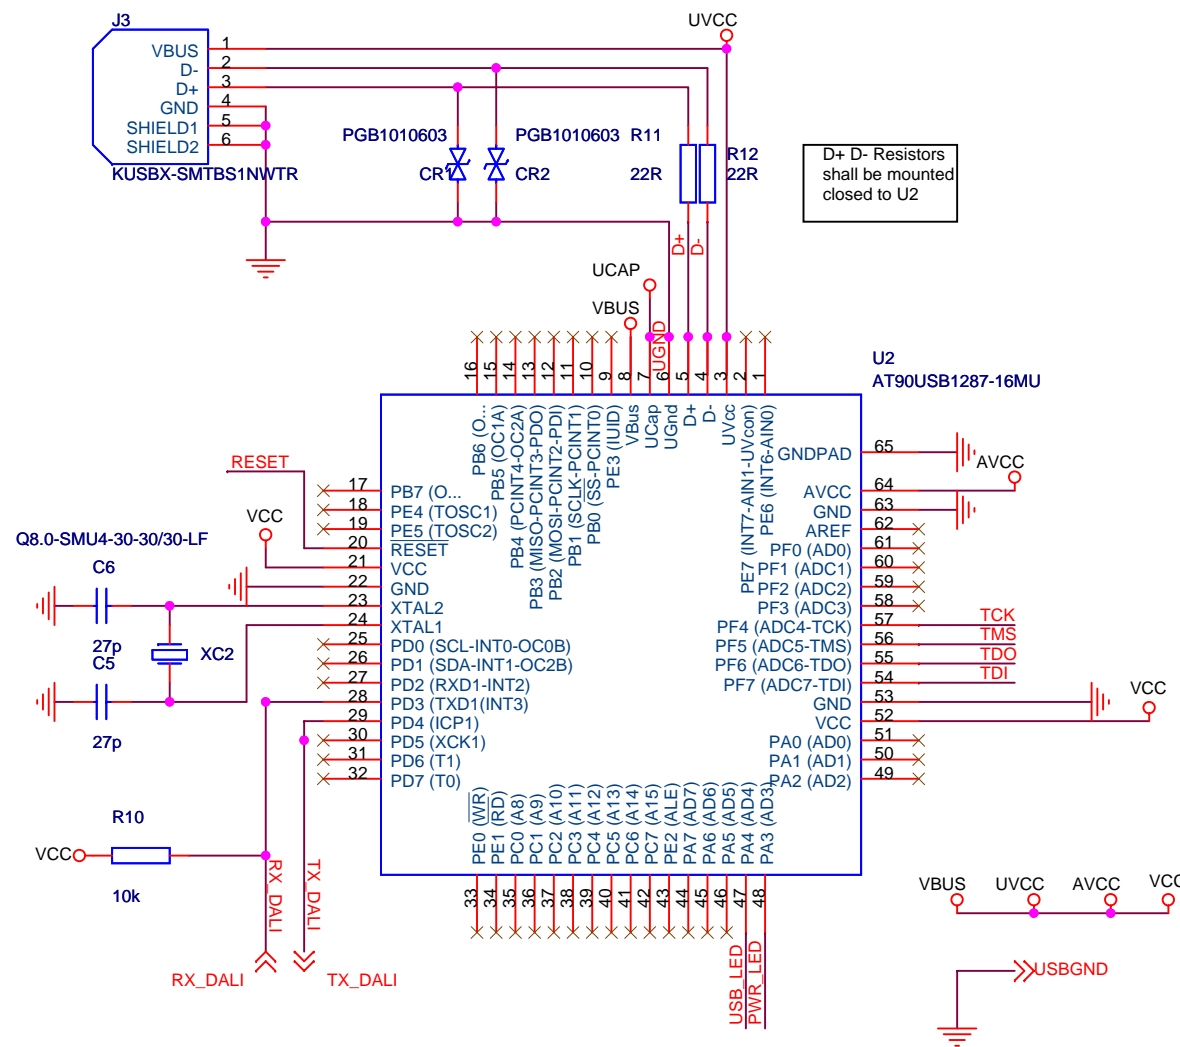 J3
UVCC
VBUS 1
D- 2
D+ 3
GND 4
SHIELD1 5
SHIELD2 6
KUSBX-SMTBS1NWTR
PGB1010603
CR1
PGB1010603
CR2
R11
22R
R12
22R
D+ D- Resistors
shall be mounted
closed to U2
D+
D-
UCAP
VBUS
UGND
U2
AT90USB1287-16MU
16 PB6 (O...
15 PB5 (OC1A)
14 PB4 (PCINT4-OC2A)
13 PB3 (MISO-PCINT3-PDO)
12 PB2 (MOSI-PCINT2-PDI)
11 PB1 (SCLK-PCINT1)
10 PB0 (SS-PCINT0)
9 PE3 (IUID)
8 VBus
7 UCap
6 UGnd
5 D+
4 D-
3 UVcc
2 PE7 (INT7-AIN1-UVcon)
1 PE6 (INT6-AIN0)
RESET
VCC
Q8.0-SMU4-30-30/30-LF
C6
27p
C5
27p
XC2
17 PB7 (O...
18 PE4 (TOSC1)
19 PE5 (TOSC2)
20 RESET
21 VCC
22 GND
23 XTAL2
24 XTAL1
25 PD0 (SCL-INT0-OC0B)
26 PD1 (SDA-INT1-OC2B)
27 PD2 (RXD1-INT2)
28 PD3 (TXD1(INT3)
29 PD4 (ICP1)
30 PD5 (XCK1)
31 PD6 (T1)
32 PD7 (T0)
GNDPAD 65
AVCC
AVCC 64
GND 63
AREF 62
PF0 (AD0) 61
PF1 (ADC1) 60
PF2 (ADC2) 59
PF3 (ADC3) 58
PF4 (ADC4-TCK) 57 TCK
PF5 (ADC5-TMS) 56 TMS
PF6 (ADC6-TDO) 55 TDO
PF7 (ADC7-TDI) 54 TDI
GND 53
VCC 52
VCC
PA0 (AD0) 51
PA1 (AD1) 50
PA2 (AD2) 49
PE0 (WR) 33
PE1 (RD) 34
PC0 (A8) 35
PC1 (A9) 36
PC2 (A10) 37
PC3 (A11) 38
PC4 (A12) 39
PC5 (A13) 40
PC6 (A14) 41
PC7 (A15) 42
PE2 (ALE) 43
PA7 (AD7) 44
PA6 (AD6) 45
PA5 (AD5) 46
PA4 (AD4) 47
PA3 (AD3) 48
R10
VCC
10k
RX_DALI
TX_DALI
RX_DALI
TX_DALI
USB_LED
PWR_LED
VBUS UVCC AVCC VCC
USBGND